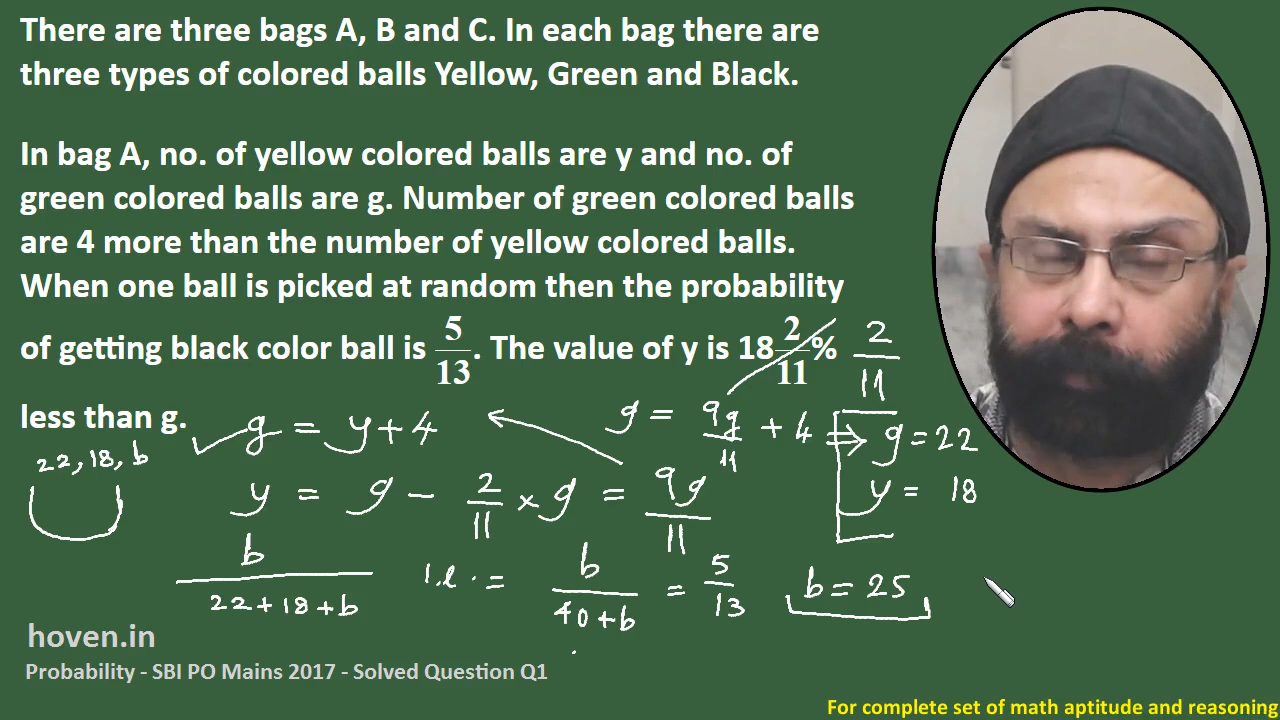 There are three bags A, B and C. In each bag there are
three types of colored balls Yellow, Green and Black.
In bag A, no. of yellow colored balls are y and no. of
green colored balls are g. Number of green colored balls
are 4 more than the number of yellow colored balls.
When one ball is picked at random then the probability
of getting black color ball is 5/13. The value of y is 18 2/11% 2/11
less than g.
g = y+4
g = 9g/11 + 4 ⇒ g = 22
22, 18, b
y = g - 2/11 × g = 9g/11
y = 18
b/(22+18+b) i.e. = b/(40+b) = 5/13 b = 25
hoven.in
Probability - SBI PO Mains 2017 - Solved Question Q1
For complete set of math aptitude and reasoning